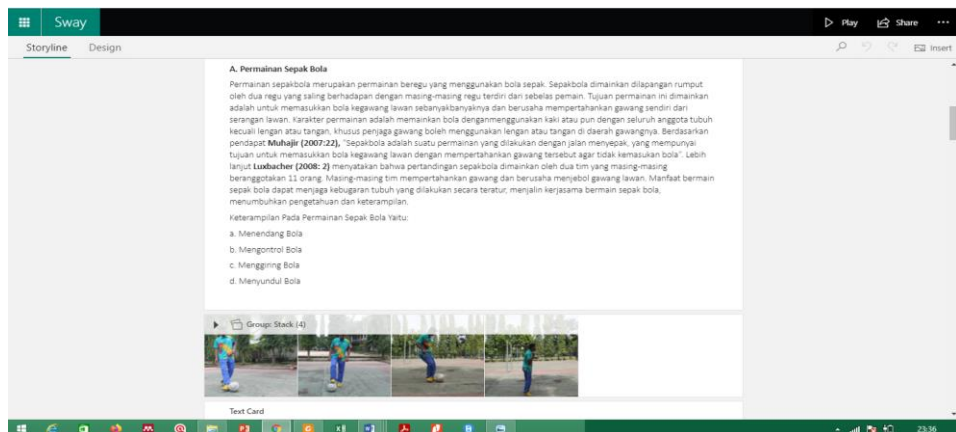 Sway
Play
Share
Storyline
Design
Insert
A. Permainan Sepak Bola
Permainan sepakbola merupakan permainan beregu yang menggunakan bola sepak. Sepakbola dimainkan dilapangan rumput
oleh dua regu yang saling berhadapan dengan masing-masing regu terdiri dari sebelas pemain. Tujuan permainan ini dimainkan
adalah untuk memasukkan bola kegawang lawan sebanyakbanyaknya dan berusaha mempertahankan gawang sendiri dari
serangan lawan. Karakter permainan adalah memainkan bola denganmenggunakan kaki atau pun dengan seluruh anggota tubuh
kecuali lengan atau tangan, khusus penjaga gawang boleh menggunakan lengan atau tangan di daerah gawangnya. Berdasarkan
pendapat Muhajir (2007:22), "Sepakbola adalah suatu permainan yang dilakukan dengan jalan menyepak, yang mempunyai
tujuan untuk memasukkan bola kegawang lawan dengan mempertahankan gawang tersebut agar tidak kemasukan bola". Lebih
lanjut Luxbacher (2008: 2) menyatakan bahwa pertandingan sepakbola dimainkan oleh dua tim yang masing-masing
beranggotakan 11 orang. Masing-masing tim mempertahankan gawang dan berusaha menjebol gawang lawan. Manfaat bermain
sepak bola dapat menjaga kebugaran tubuh yang dilakukan secara teratur, menjalin kerjasama bermain sepak bola,
menumbuhkan pengetahuan dan keterampilan.
Keterampilan Pada Permainan Sepak Bola Yaitu:
a. Menendang Bola
b. Mengontrol Bola
c. Menggiring Bola
d. Menyundul Bola
Group: Stack (4)
Text Card
23:36